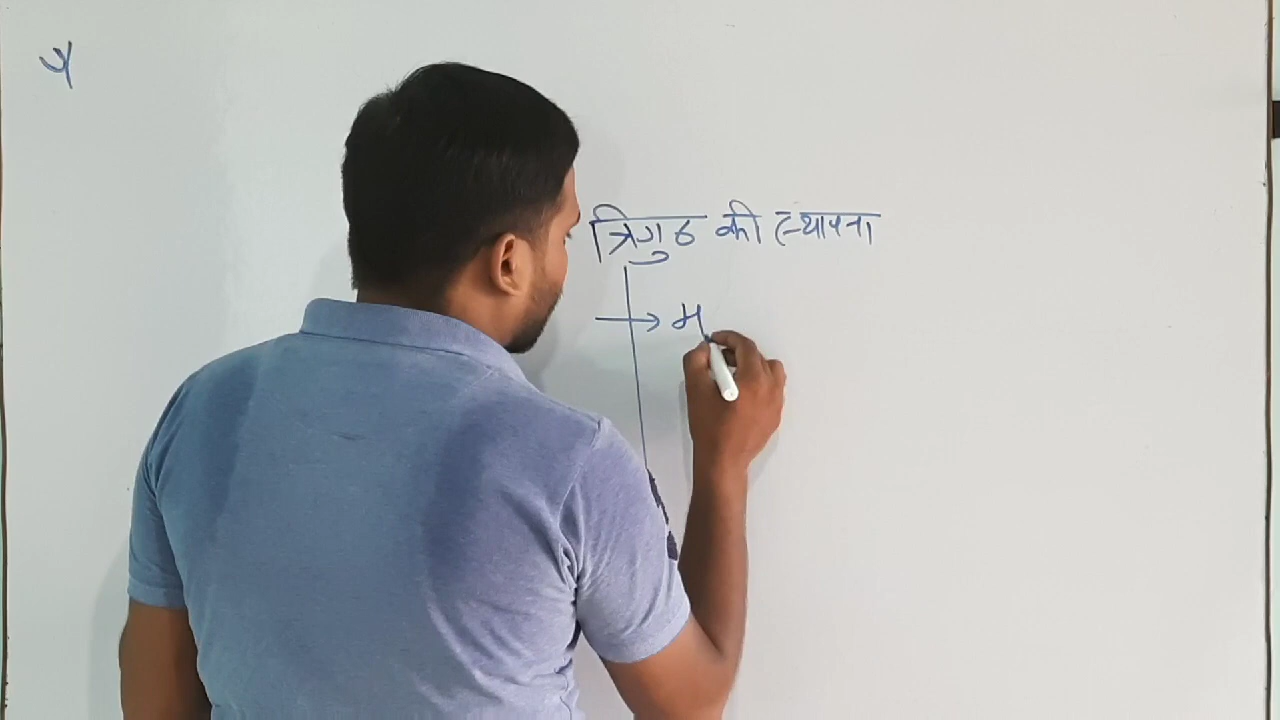 त्रिगुट की स्थापना
→ म